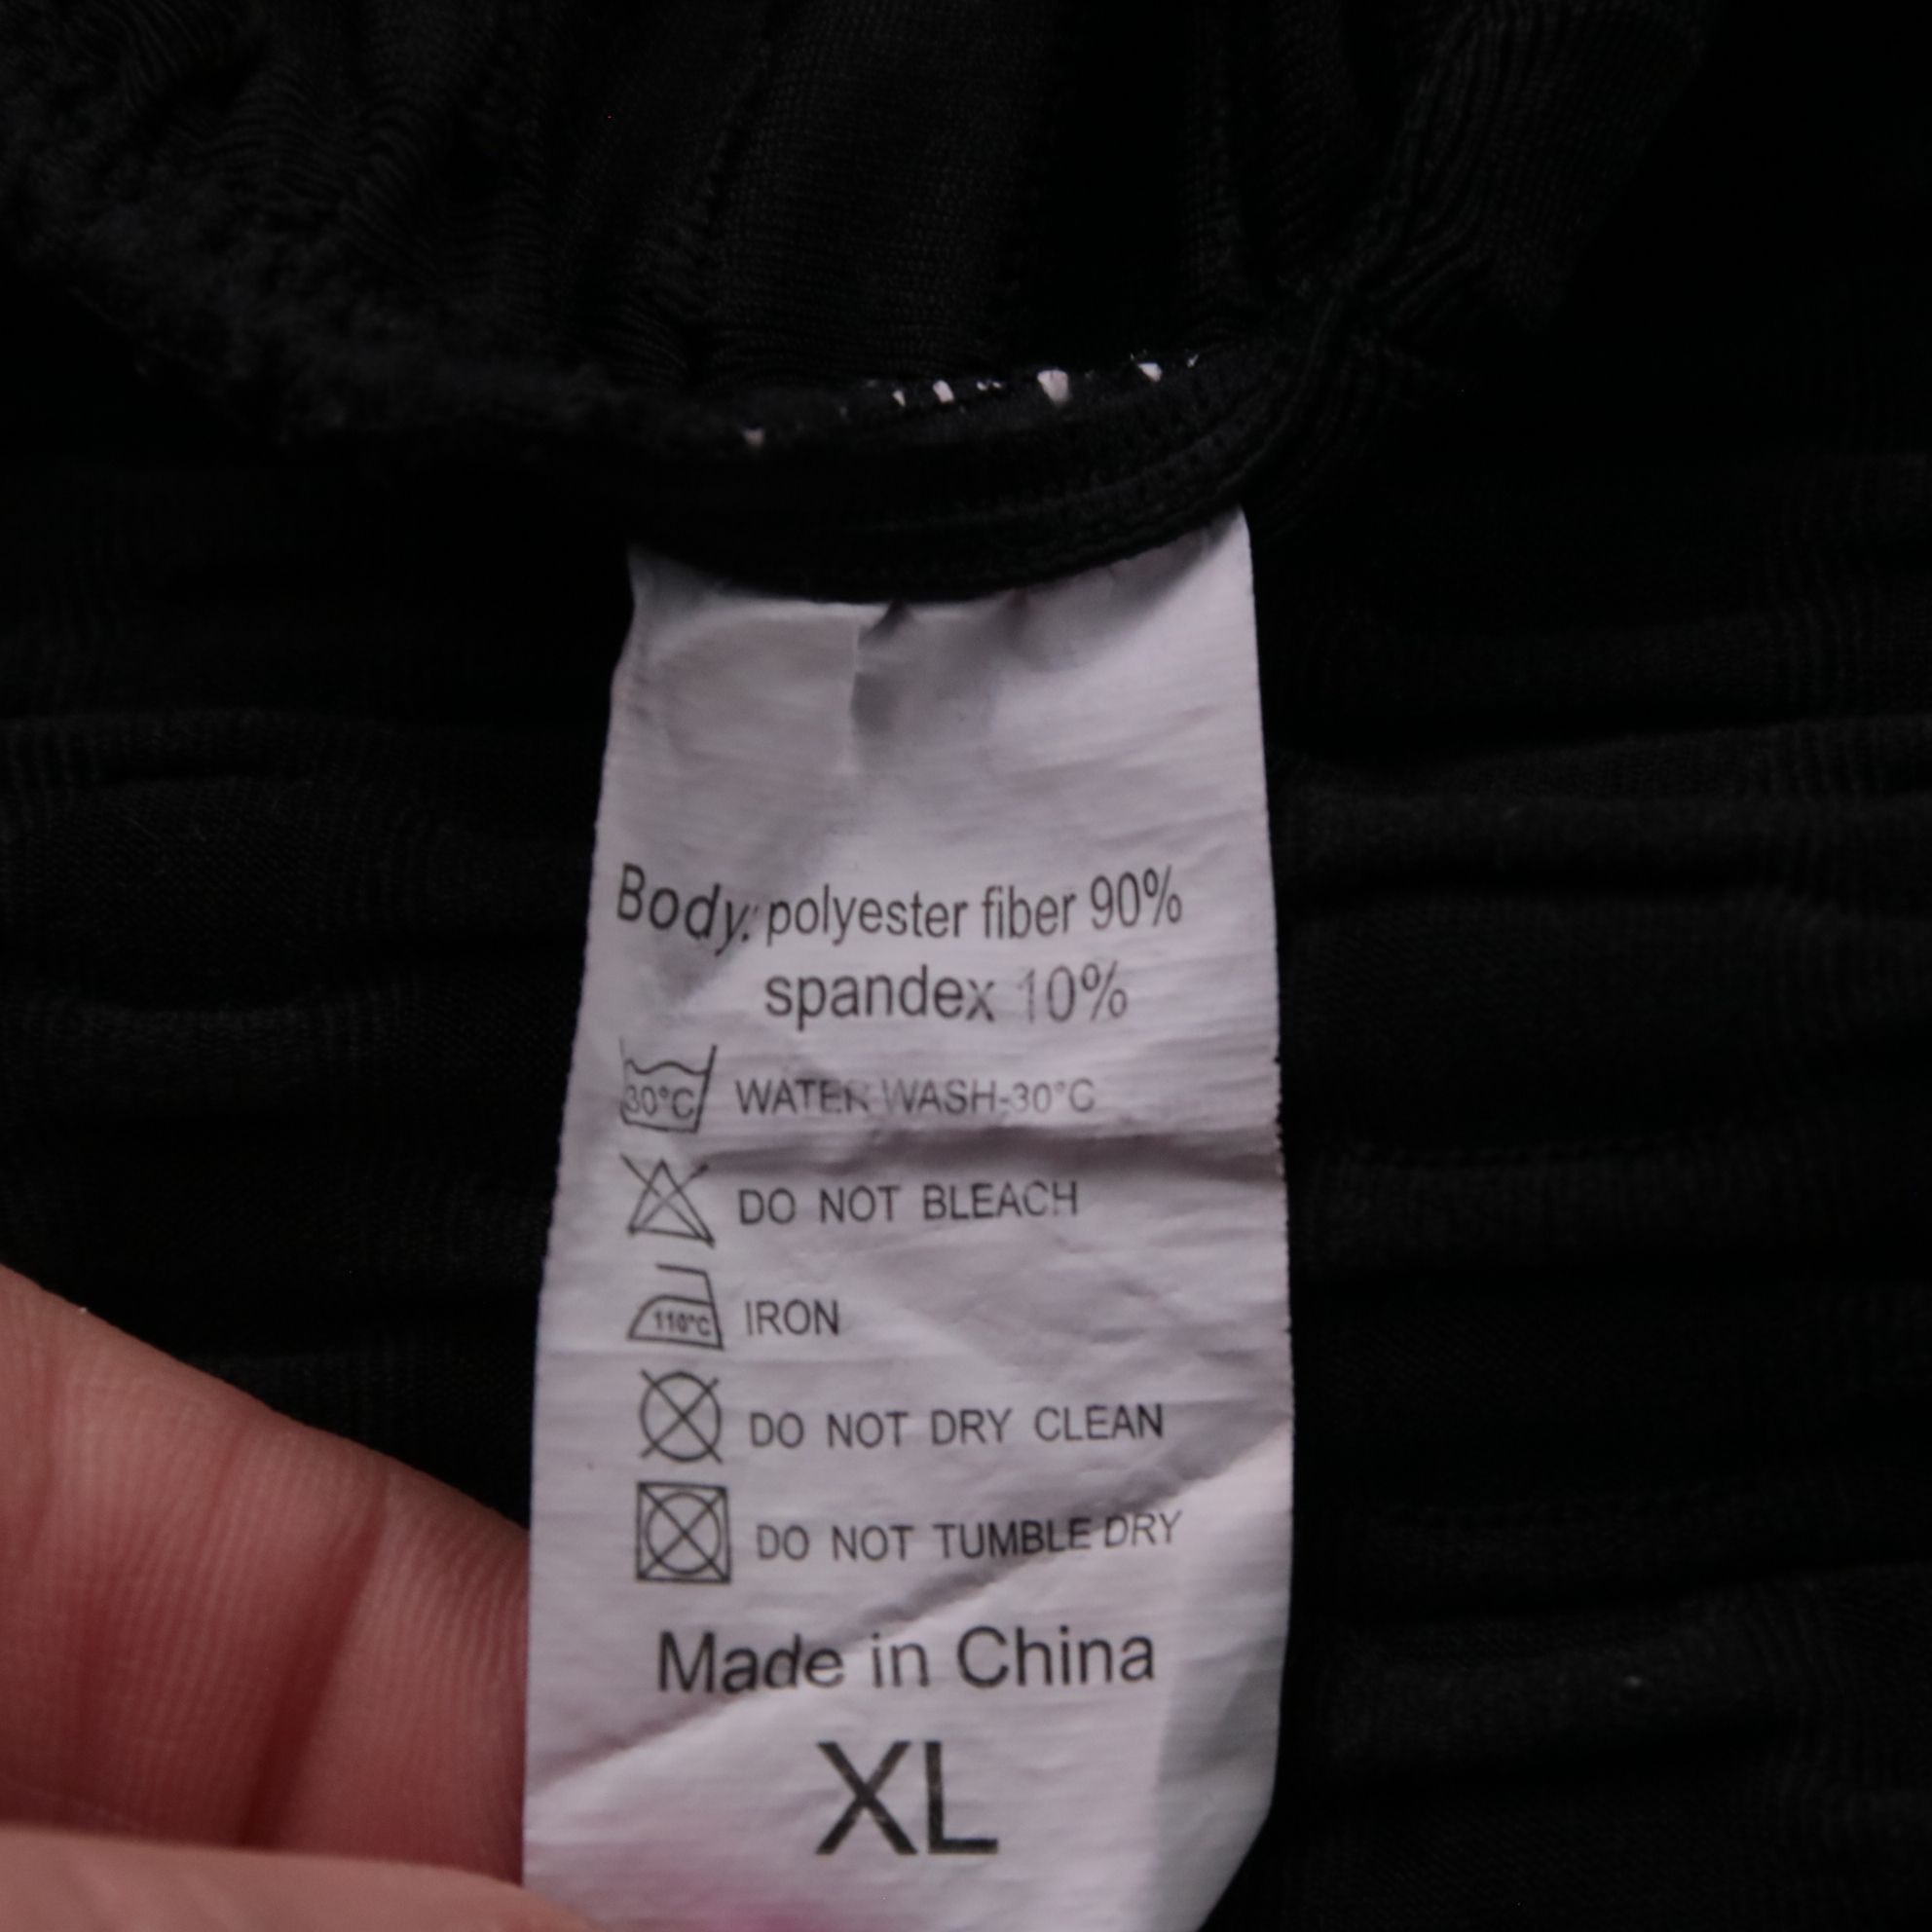 Body: polyester fiber 90%
spandex 10%
30°C WATER WASH-30°C
DO NOT BLEACH
110°C IRON
DO NOT DRY CLEAN
DO NOT TUMBLE DRY
Made in China
XL